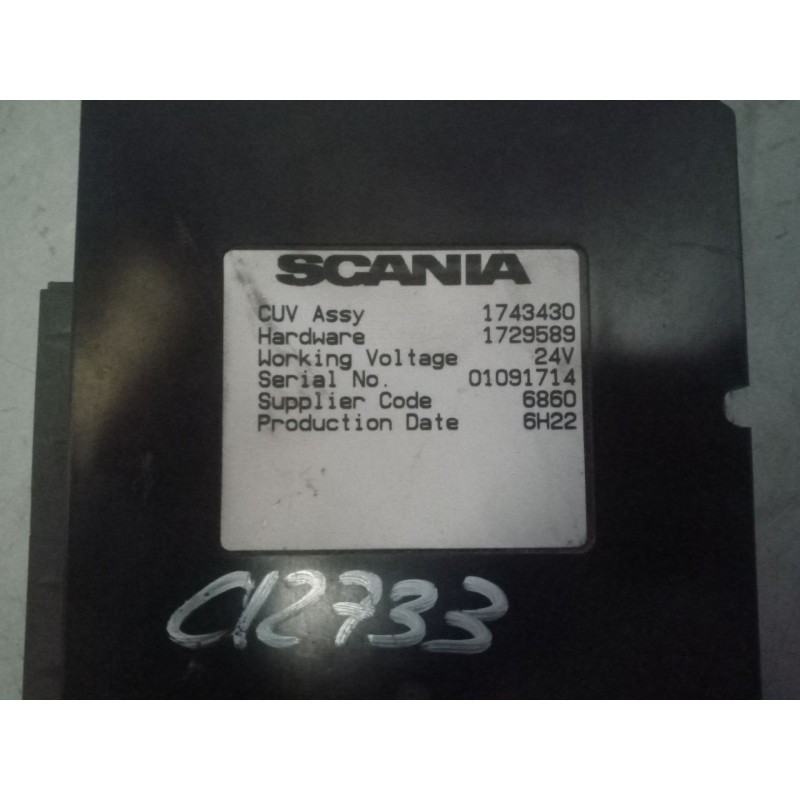 SCANIA
CUV Assy 1743430
Hardware 1729589
Working Voltage 24V
Serial No. 01091714
Supplier Code 6860
Production Date 6H22
C12733